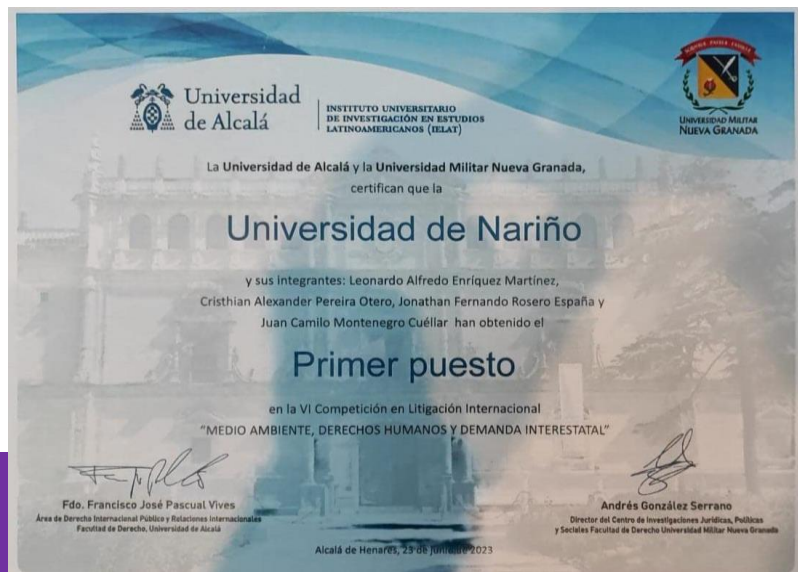 Universidad
de Alcalá
INSTITUTO UNIVERSITARIO
DE INVESTIGACIÓN EN ESTUDIOS
LATINOAMERICANOS (IELAT)
UNIVERSIDAD MILITAR
NUEVA GRANADA
La Universidad de Alcalá y la Universidad Militar Nueva Granada,
certifican que la
Universidad de Nariño
y sus integrantes: Leonardo Alfredo Enríquez Martínez,
Cristhian Alexander Pereira Otero, Jonathan Fernando Rosero España y
Juan Camilo Montenegro Cuéllar han obtenido el
Primer puesto
en la VI Competición en Litigación Internacional
“MEDIO AMBIENTE, DERECHOS HUMANOS Y DEMANDA INTERESTATAL”
Fdo. Francisco José Pascual Vives
Área de Derecho Internacional Público y Relaciones Internacionales
Facultad de Derecho, Universidad de Alcalá
Andrés González Serrano
Director del Centro de Investigaciones Jurídicas, Políticas
y Sociales Facultad de Derecho Universidad Militar Nueva Granada
Alcalá de Henares, 23 de junio de 2023